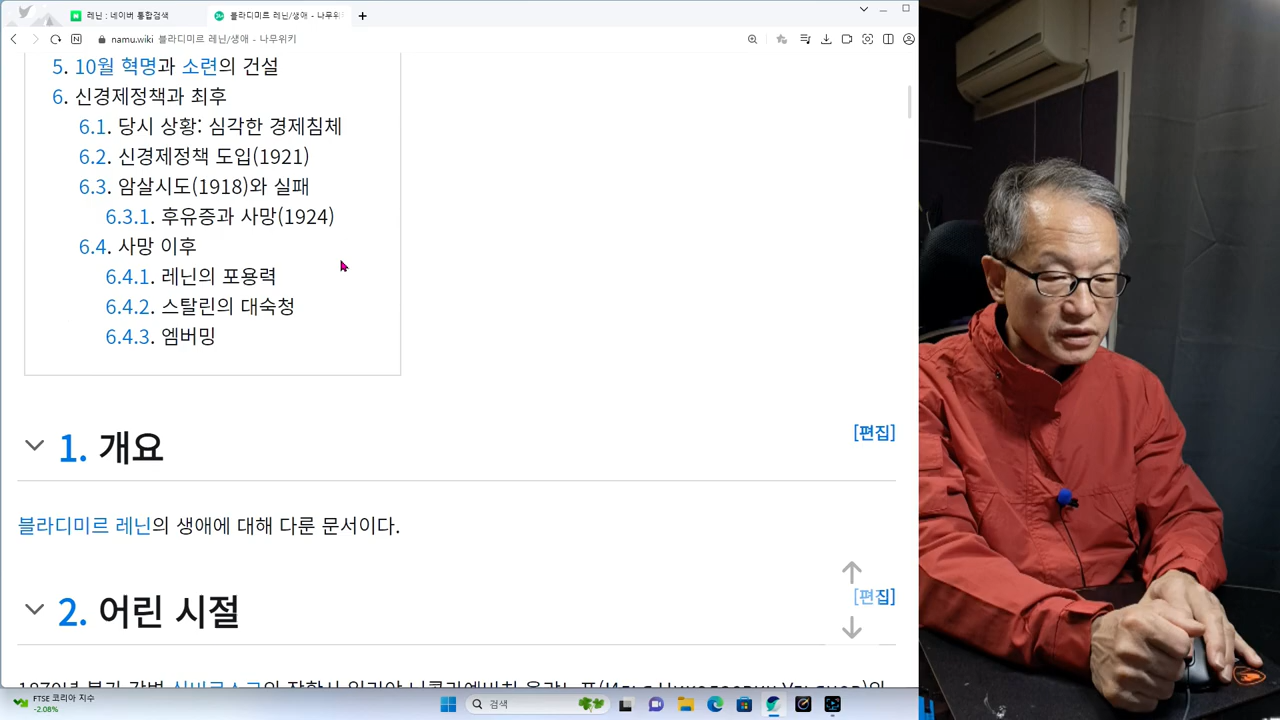 레닌 : 네이버 통합검색
블라디미르 레닌/생애 - 나무위키
namu.wiki 블라디미르 레닌/생애 - 나무위키
5. 10월 혁명과 소련의 건설
6. 신경제정책과 최후
6.1. 당시 상황: 심각한 경제침체
6.2. 신경제정책 도입(1921)
6.3. 암살시도(1918)와 실패
6.3.1. 후유증과 사망(1924)
6.4. 사망 이후
6.4.1. 레닌의 포용력
6.4.2. 스탈린의 대숙청
6.4.3. 엠버밍
1. 개요
[편집]
블라디미르 레닌의 생애에 대해 다룬 문서이다.
2. 어린 시절
[편집]
FTSE 코리아 지수
-2.08%
검색